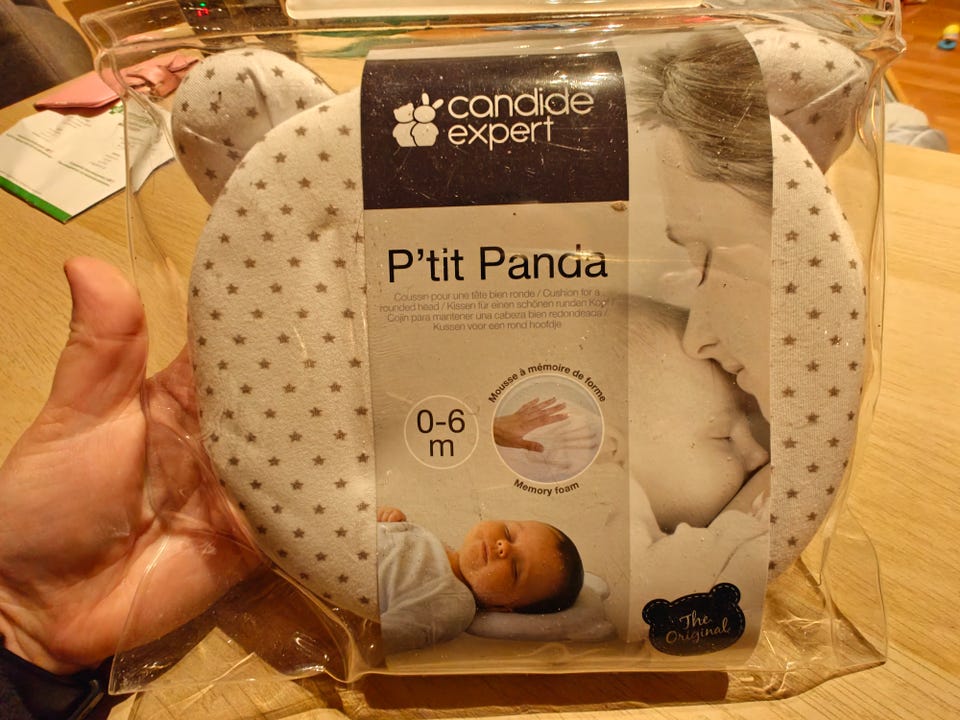 candide
expert
P'tit Panda
Coussin pour une tête bien ronde / Cushion for a
rounded head / Kissen für einen schönen runden Kopf /
Cojin para mantener una cabeza bien redondeada /
Kussen voor een rond hoofdje
0-6
m
Mousse à mémoire de forme
Memory foam
The
Original